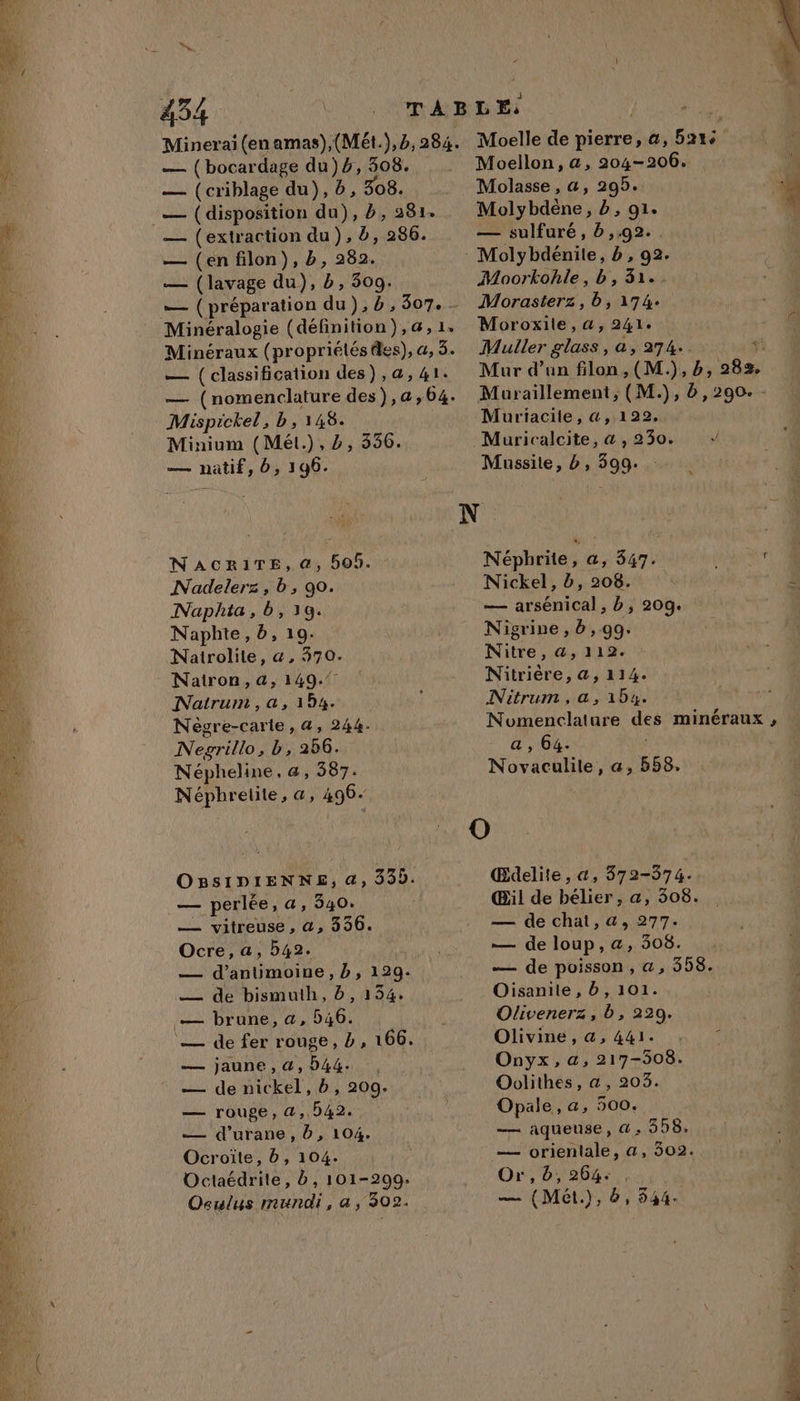 434 TABLE.
Minerai (en amas), (Mét.), b, 284.
— (bocardage du) b, 308.
— (criblage du), b, 308.
— (disposition du), b, 281.
— (extraction du), b, 286.
— (en filon), b, 282.
— (lavage du), b, 309.
— (préparation du), b, 307.
Minéralogie (définition), a, 1.
Minéraux (propriétés des), a, 3.
— (classification des), a, 41.
— (nomenclature des), a, 64.
Mispickel, b, 148.
Minium (Mét.), b, 336.
— natif, b, 196.
Moelle de pierre, a, 521.
Moellon, a, 204-206.
Molasse, a, 295.
Molybdène, b, 91.
— sulfuré, b, 92.
Molybdénite, b, 92.
Moorkohle, b, 31.
Morasterz, b, 174.
Moroxite, a, 241.
Muller glass, a, 274.
Mur d'un filon, (M.), b, 282.
Muraillement, (M.), b, 290.
Muriacite, a, 122.
Muricalcite, a, 230.
Mussite, b, 399.
N
NACRITE, a, 505.
Nadelerz, b, 90.
Naphta, b, 19.
Naphte, b, 19.
Natrolite, a, 370.
Natron, a, 149.
Natrum, a, 154.
Nègre-carte, a, 244.
Negrillo, b, 256.
Népheline, a, 387.
Néphretite, a, 496.
Néphrite, a, 347.
Nickel, b, 208.
— arsénical, b, 209.
Nigrine, b, 99.
Nitre, a, 112.
Nitrière, a, 114.
Nitrum, a, 154.
Nomenclature des minéraux,
a, 64.
Novaculite, a, 558.
O
OBSIDIENNE, a, 335.
— perlée, a, 340.
— vitreuse, a, 336.
Ocre, a, 542.
— d'antimoine, b, 129.
— de bismuth, b, 134.
— brune, a, 546.
— de fer rouge, b, 166.
— jaune, a, 544.
— de nickel, b, 209.
— rouge, a, 542.
— d'urane, b, 104.
Ocroïte, b, 104.
Octaédrite, b, 101-299.
Oculus mundi, a, 302.
Œdelite, a, 372-374.
Œil de bélier, a, 308.
— de chat, a, 277.
— de loup, a, 308.
— de poisson, a, 358.
Oisanite, b, 101.
Olivenerz, b, 229.
Olivine, a, 441.
Onyx, a, 217-308.
Oolithes, a, 203.
Opale, a, 300.
— aqueuse, a, 358.
— orientale, a, 302.
Or, b, 264.
— (Mét.), b, 344.